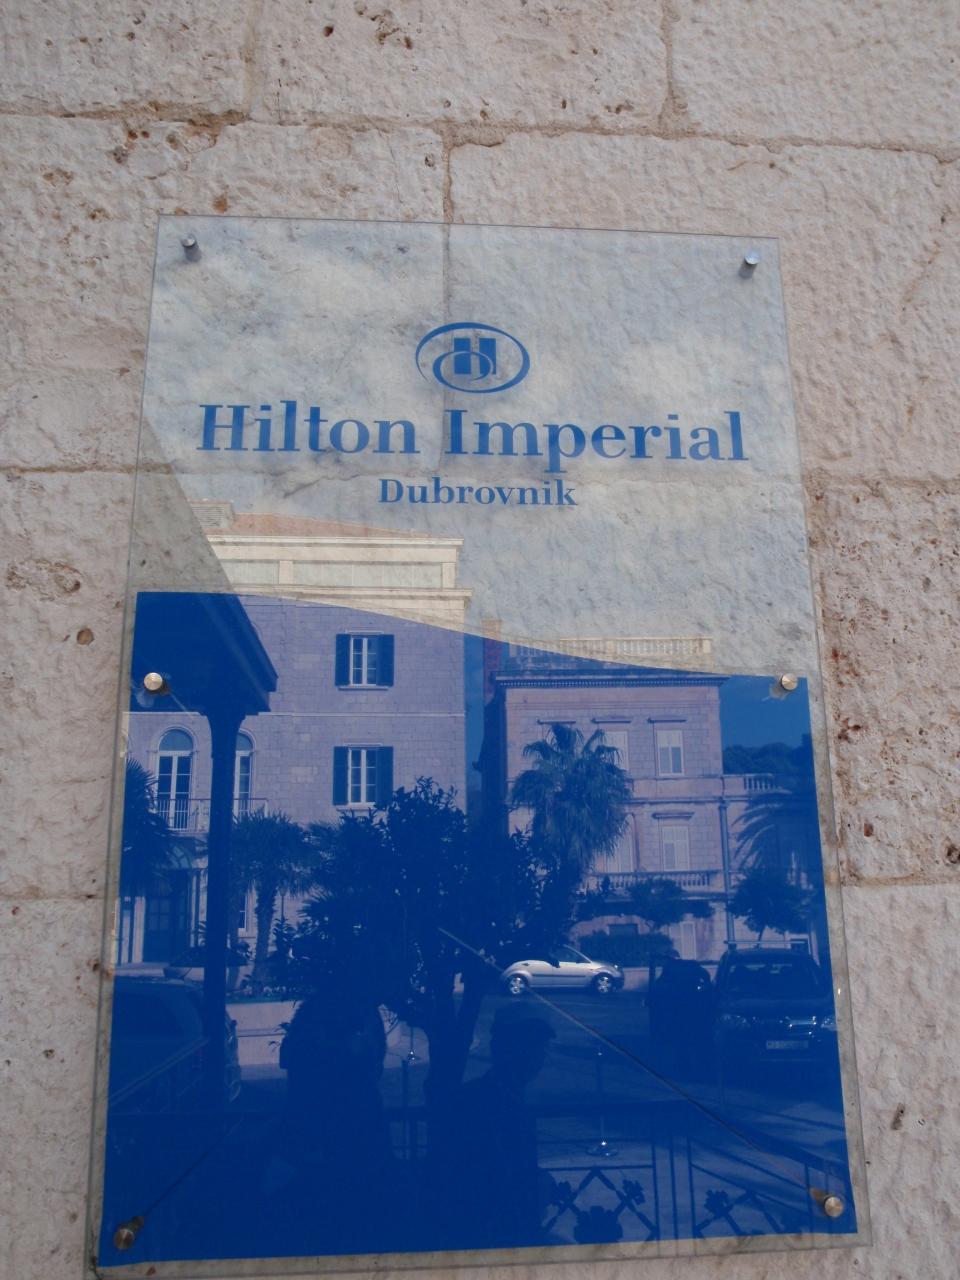 H
Hilton Imperial
Dubrovnik